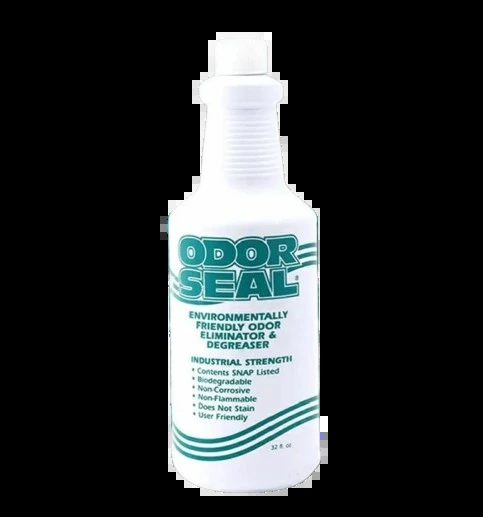 ODOR
SEAL®
ENVIRONMENTALLY
FRIENDLY ODOR
ELIMINATOR &
DEGREASER
INDUSTRIAL STRENGTH
• Contents SNAP Listed
• Biodegradable
• Non-Corrosive
• Non-Flammable
• Does Not Stain
• User Friendly
32 fl. oz